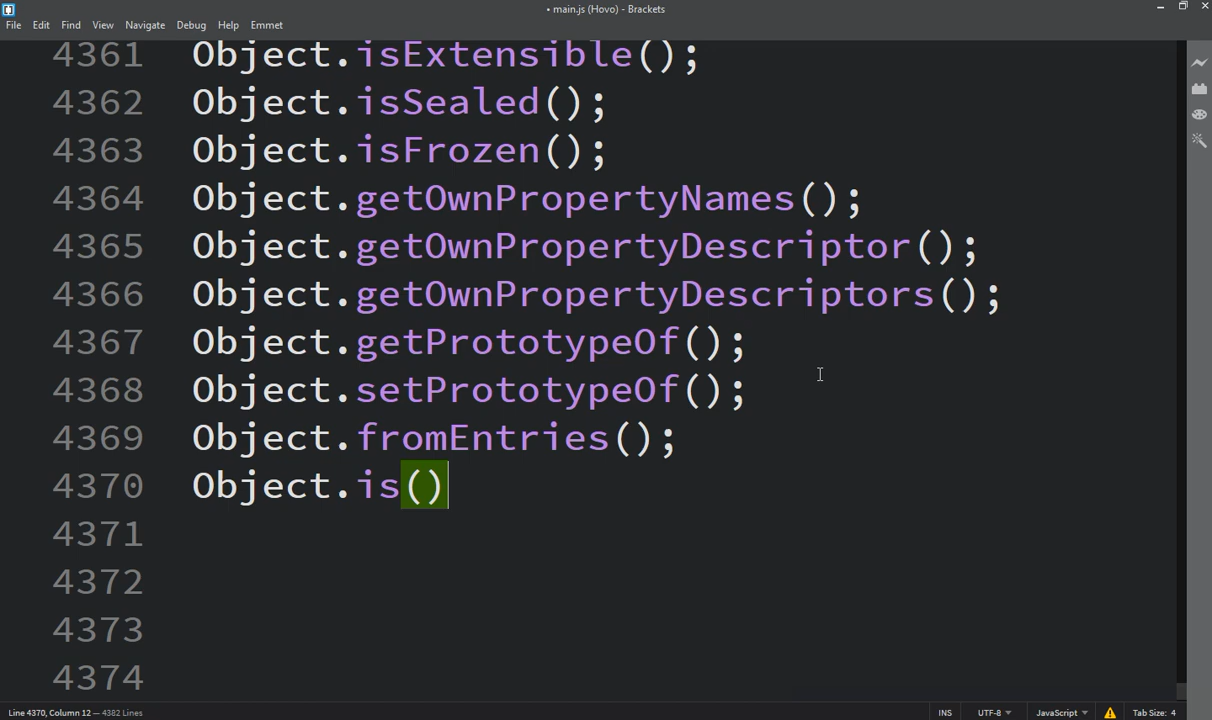 • main.js (Hovo) - Brackets
File Edit Find View Navigate Debug Help Emmet
4361 Object.isExtensible();
4362 Object.isSealed();
4363 Object.isFrozen();
4364 Object.getOwnPropertyNames();
4365 Object.getOwnPropertyDescriptor();
4366 Object.getOwnPropertyDescriptors();
4367 Object.getPrototypeOf();
4368 Object.setPrototypeOf();
4369 Object.fromEntries();
4370 Object.is()
4371
4372
4373
4374
Line 4370, Column 12 — 4382 Lines INS UTF-8 JavaScript Tab Size: 4